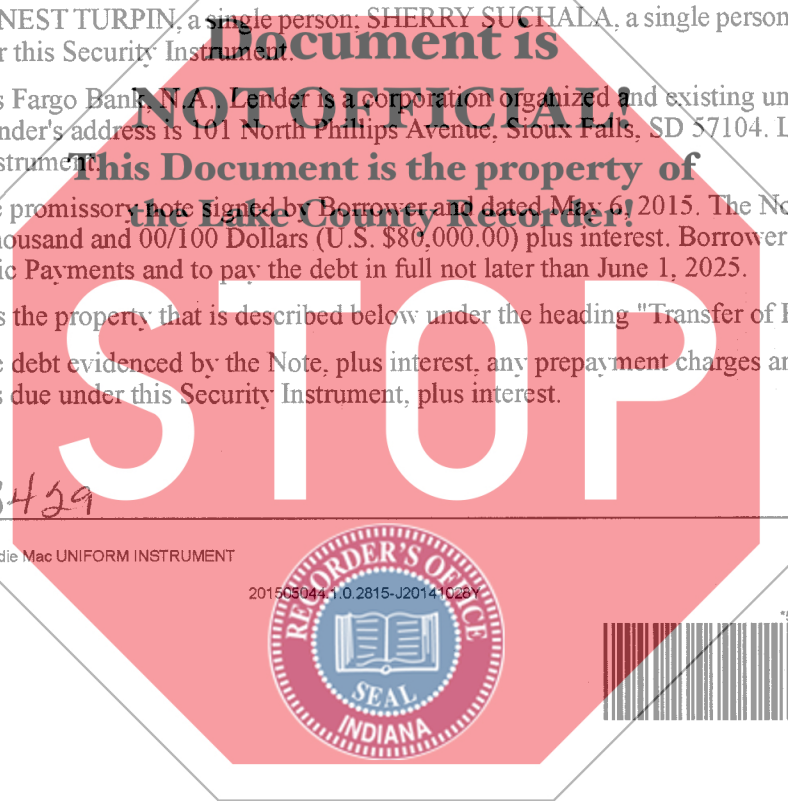 NEST TURPIN, a single person; SHERRY SUCHALA, a single person
r this Security Instrument.
Document is
NOT OFFICIAL!
This Document is the property of
the Lake County Recorder!
s Fargo Bank, N.A.. Lender is a corporation organized and existing un
nder's address is 101 North Phillips Avenue, Sioux Falls, SD 57104. L
strument.
e promissory note signed by Borrower and dated May 6, 2015. The No
housand and 00/100 Dollars (U.S. $80,000.00) plus interest. Borrower
ic Payments and to pay the debt in full not later than June 1, 2025.
s the property that is described below under the heading "Transfer of R
e debt evidenced by the Note, plus interest, any prepayment charges an
s due under this Security Instrument, plus interest.
STOP
429
die Mac UNIFORM INSTRUMENT
201505044.1.0.2815-J20141028Y
RECORDER'S OFFICE
SEAL
INDIANA